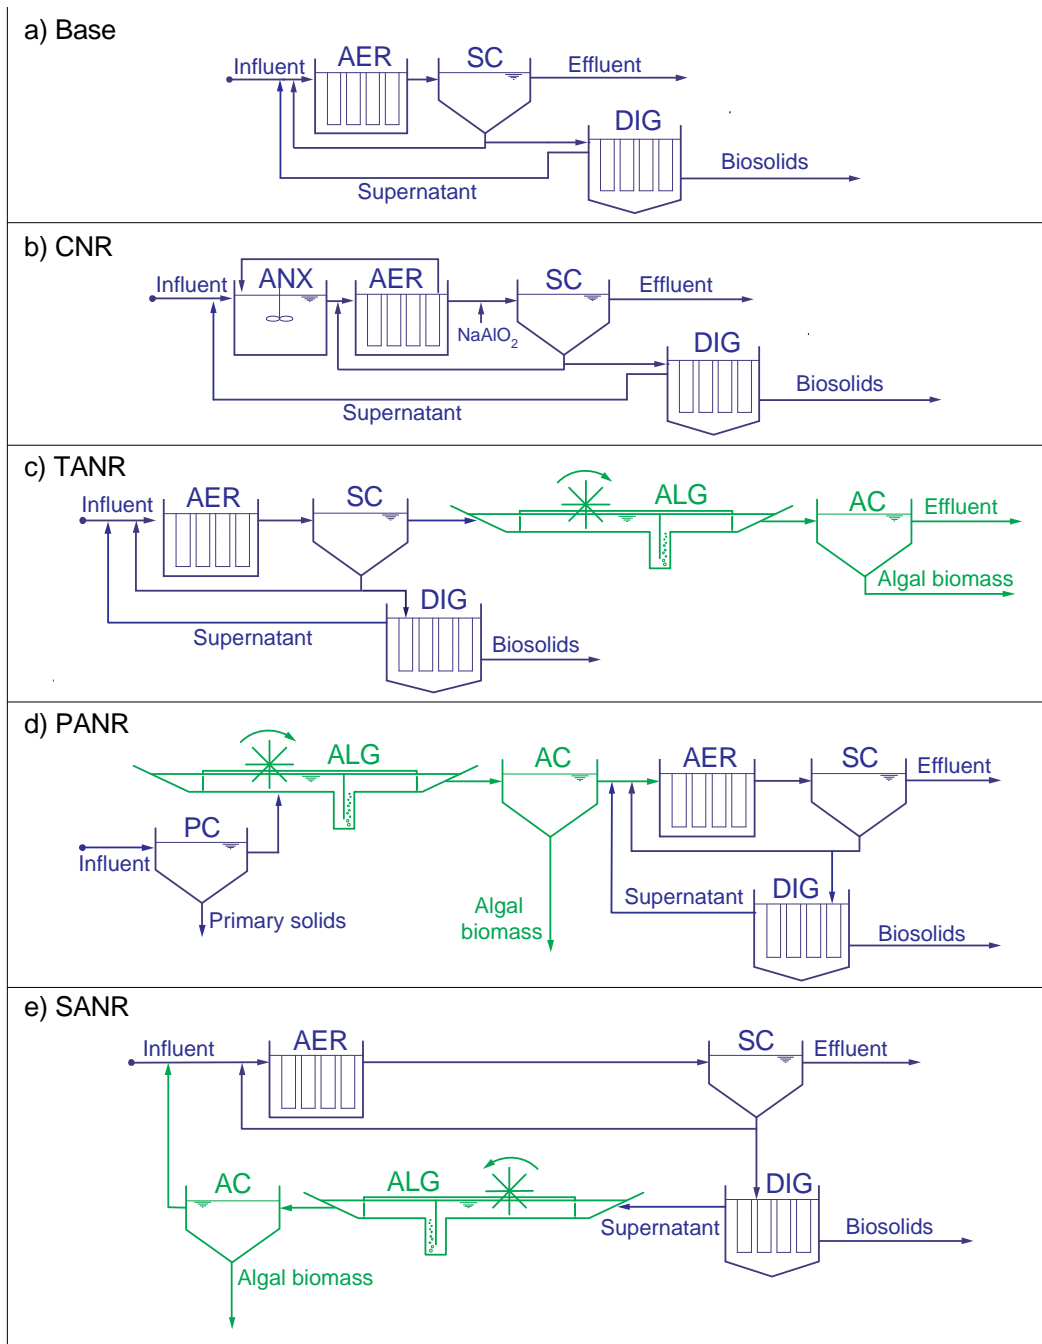 a) Base
Influent
AER
SC
Effluent
DIG
Biosolids
Supernatant
b) CNR
Influent
ANX
AER
SC
Effluent
NaAlO2
DIG
Biosolids
Supernatant
c) TANR
Influent
AER
SC
ALG
AC
Effluent
Algal biomass
DIG
Supernatant
Biosolids
d) PANR
ALG
AC
AER
SC
Effluent
PC
Influent
Primary solids
Algal
biomass
Supernatant
DIG
Biosolids
e) SANR
Influent
AER
SC
Effluent
AC
ALG
DIG
Supernatant
Biosolids
Algal biomass